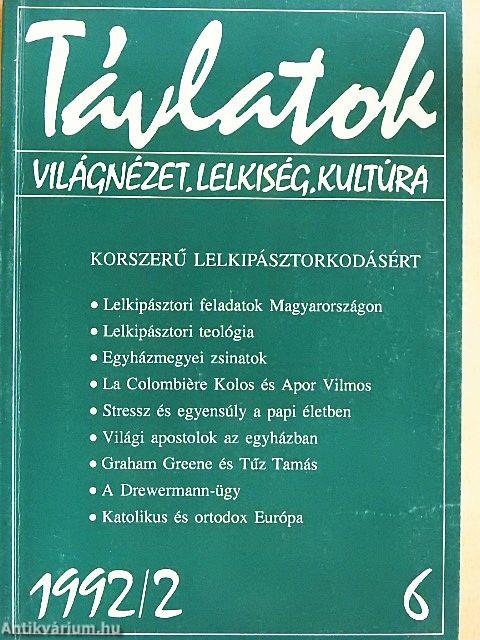 Távlatok
VILÁGNÉZET.LELKISÉG.KULTÚRA
KORSZERŰ LELKIPÁSZTORKODÁSÉRT
• Lelkipásztori feladatok Magyarországon
• Lelkipásztori teológia
• Egyházmegyei zsinatok
• La Colombière Kolos és Apor Vilmos
• Stressz és egyensúly a papi életben
• Világi apostolok az egyházban
• Graham Greene és Tűz Tamás
• A Drewermann-ügy
• Katolikus és ortodox Európa
1992/2 6
Antikvárium.hu